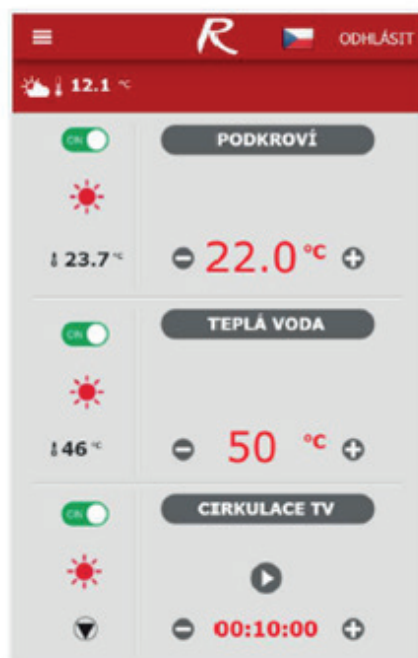 R ODHLÁSIT
12.1 °C
ON PODKROVÍ
23.7 °C 22.0 °C
ON TEPLÁ VODA
46 °C 50 °C
ON CIRKULACE TV
00:10:00